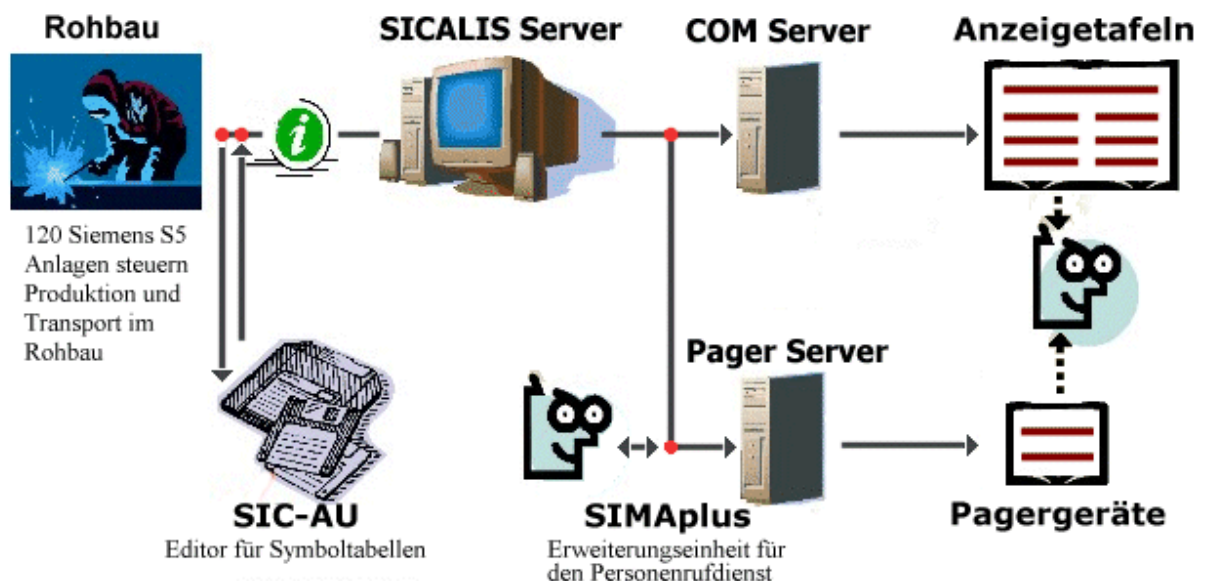 Rohbau
SICALIS Server
COM Server
Anzeigetafeln
120 Siemens S5
Anlagen steuern
Produktion und
Transport im
Rohbau
i
Pager Server
SIC-AU
Editor für Symboltabellen
SIMAplus
Erweiterungseinheit für
den Personenrufdienst
Pagergeräte